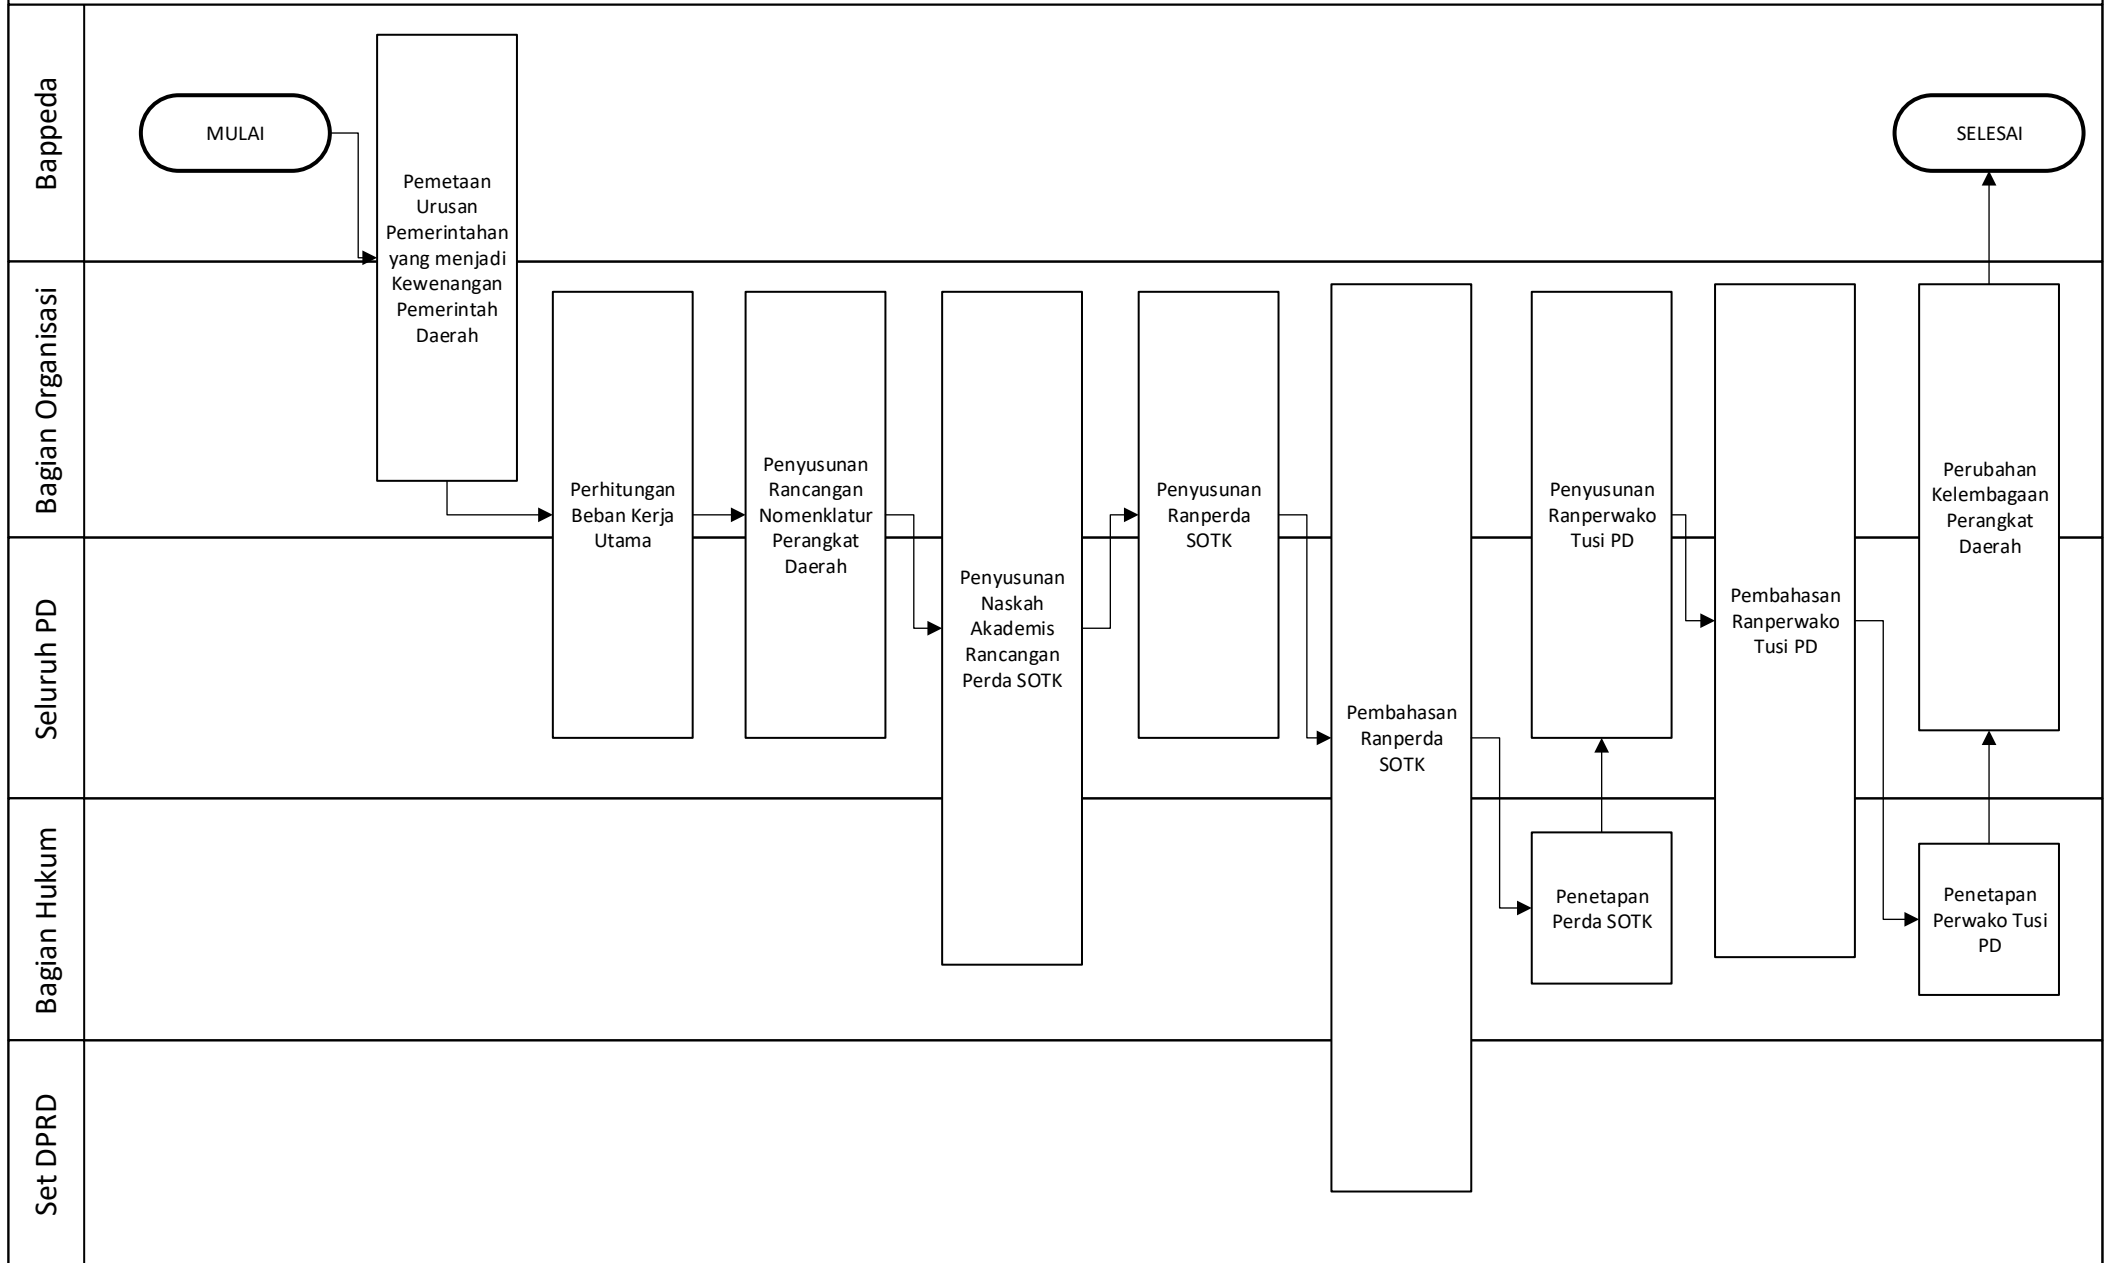 Bappeda
MULAI
Pemetaan
Urusan
Pemerintahan
yang menjadi
Kewenangan
Pemerintah
Daerah
SELESAI
Bagian Organisasi
Perhitungan
Beban Kerja
Utama
Penyusunan
Rancangan
Nomenklatur
Perangkat
Daerah
Penyusunan
Naskah
Akademis
Rancangan
Perda SOTK
Penyusunan
Ranperda
SOTK
Pembahasan
Ranperda
SOTK
Penyusunan
Ranperwako
Tusi PD
Pembahasan
Ranperwako
Tusi PD
Perubahan
Kelembagaan
Perangkat
Daerah
Seluruh PD
Bagian Hukum
Penetapan
Perda SOTK
Penetapan
Perwako Tusi
PD
Set DPRD